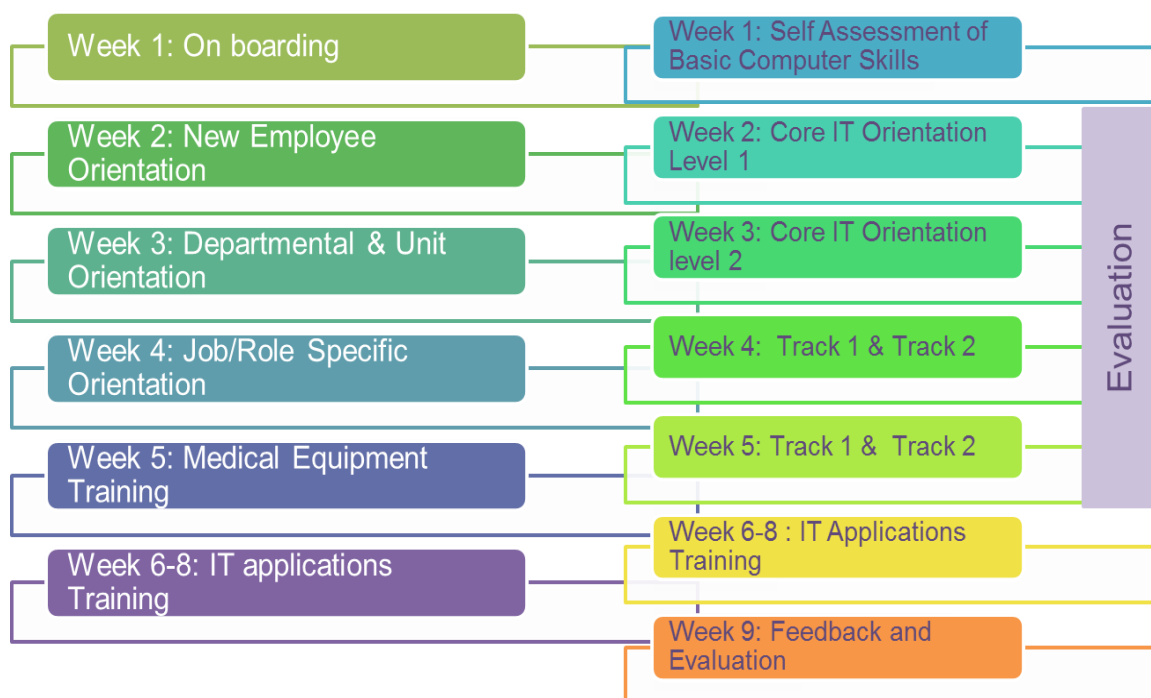 Week 1: On boarding
Week 2: New Employee
Orientation
Week 3: Departmental & Unit
Orientation
Week 4: Job/Role Specific
Orientation
Week 5: Medical Equipment
Training
Week 6-8: IT applications
Training
Week 1: Self Assessment of
Basic Computer Skills
Week 2: Core IT Orientation
Level 1
Week 3: Core IT Orientation
level 2
Week 4: Track 1 & Track 2
Week 5: Track 1 & Track 2
Week 6-8 : IT Applications
Training
Week 9: Feedback and
Evaluation
Evaluation